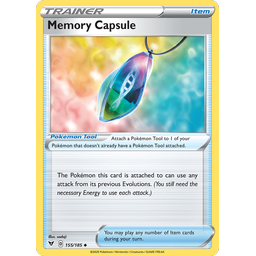 TRAINER Item
Memory Capsule
Pokémon Tool Attach a Pokémon Tool to 1 of your
Pokémon that doesn't already have a Pokémon Tool attached.
The Pokémon this card is attached to can use any
attack from its previous Evolutions. (You still need the
necessary Energy to use each attack.)
You may play any number of Item cards
during your turn.
155/185